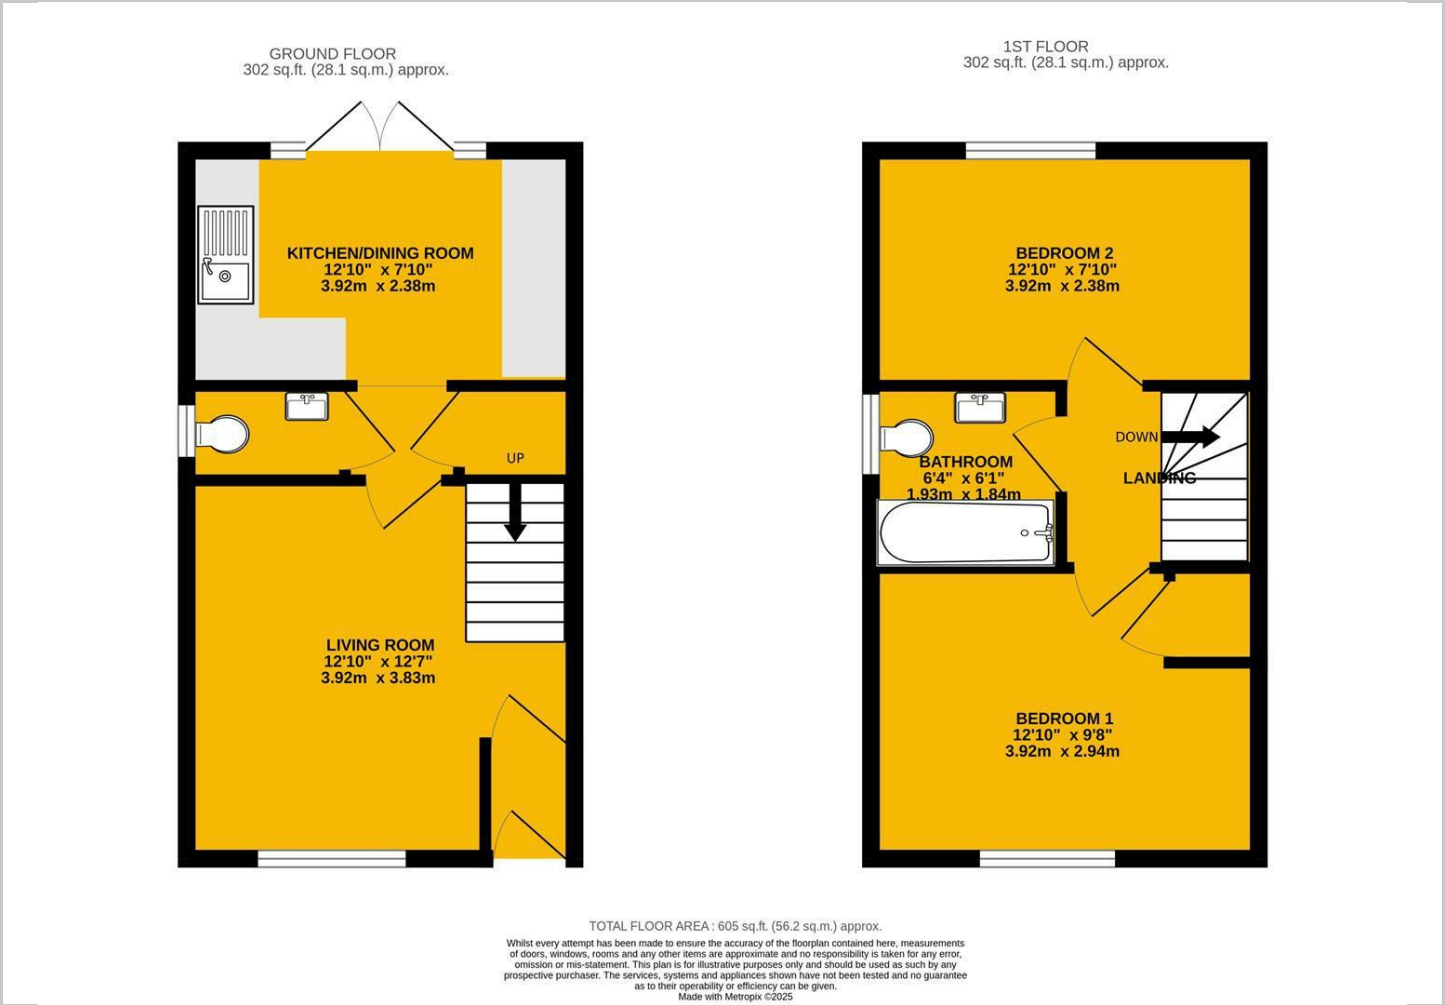 GROUND FLOOR
302 sq.ft. (28.1 sq.m.) approx.
KITCHEN/DINING ROOM
12'10" x 7'10"
3.92m x 2.38m
UP
LIVING ROOM
12'10" x 12'7"
3.92m x 3.83m
1ST FLOOR
302 sq.ft. (28.1 sq.m.) approx.
BEDROOM 2
12'10" x 7'10"
3.92m x 2.38m
DOWN
BATHROOM
6'4" x 6'1"
1.93m x 1.84m
LANDING
BEDROOM 1
12'10" x 9'8"
3.92m x 2.94m
TOTAL FLOOR AREA : 605 sq.ft. (56.2 sq.m.) approx.
Whilst every attempt has been made to ensure the accuracy of the floorplan contained here, measurements
of doors, windows, rooms and any other items are approximate and no responsibility is taken for any error,
omission or mis-statement. This plan is for illustrative purposes only and should be used as such by any
prospective purchaser. The services, systems and appliances shown have not been tested and no guarantee
as to their operability or efficiency can be given.
Made with Metropix ©2025